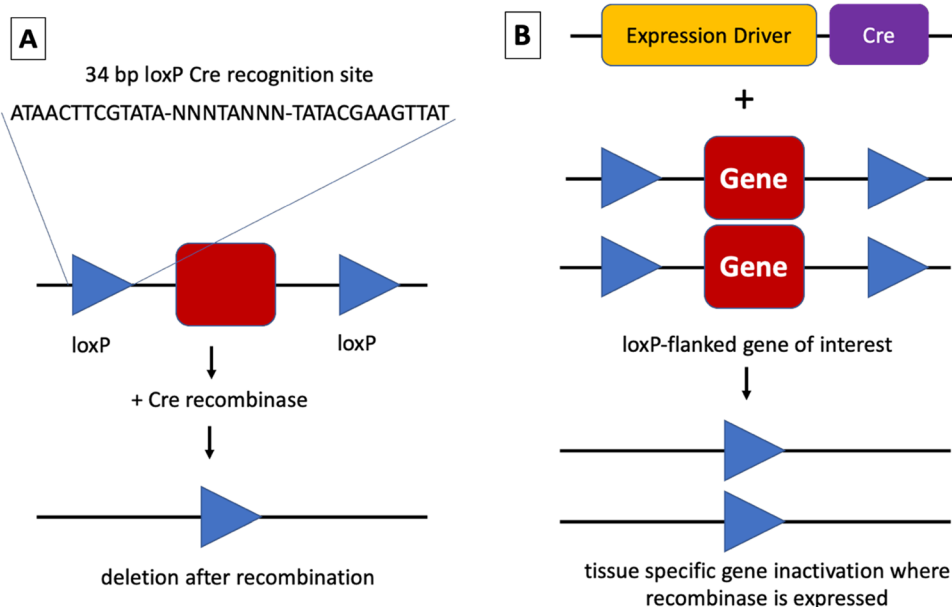 A
34 bp loxP Cre recognition site
ATAACTTCGTATA-NNNTANNN-TATACGAAGTTAT
loxP
loxP
+ Cre recombinase
deletion after recombination
B
Expression Driver
Cre
+
Gene
Gene
loxP-flanked gene of interest
tissue specific gene inactivation where
recombinase is expressed